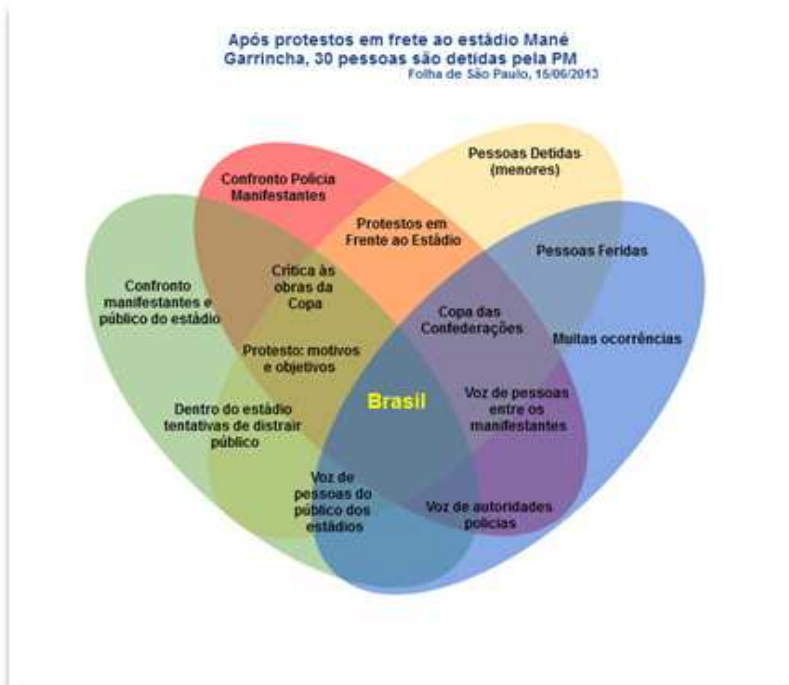 Após protestos em frete ao estádio Mané
Garrincha, 30 pessoas são detidas pela PM
Folha de São Paulo, 15/06/2013
Pessoas Detidas
(menores)
Confronto Policia
Manifestantes
Protestos em
Frente ao Estádio
Pessoas Feridas
Crítica às
obras da
Copa
Confronto
manifestantes e
público do estádio
Copa das
Confederações
Muitas ocorrências
Protesto: motivos
e objetivos
Brasil
Voz de pessoas
entre os
manifestantes
Dentro do estádio
tentativas de distrair
público
Voz de
pessoas do
público dos
estádios
Voz de autoridades
polícias